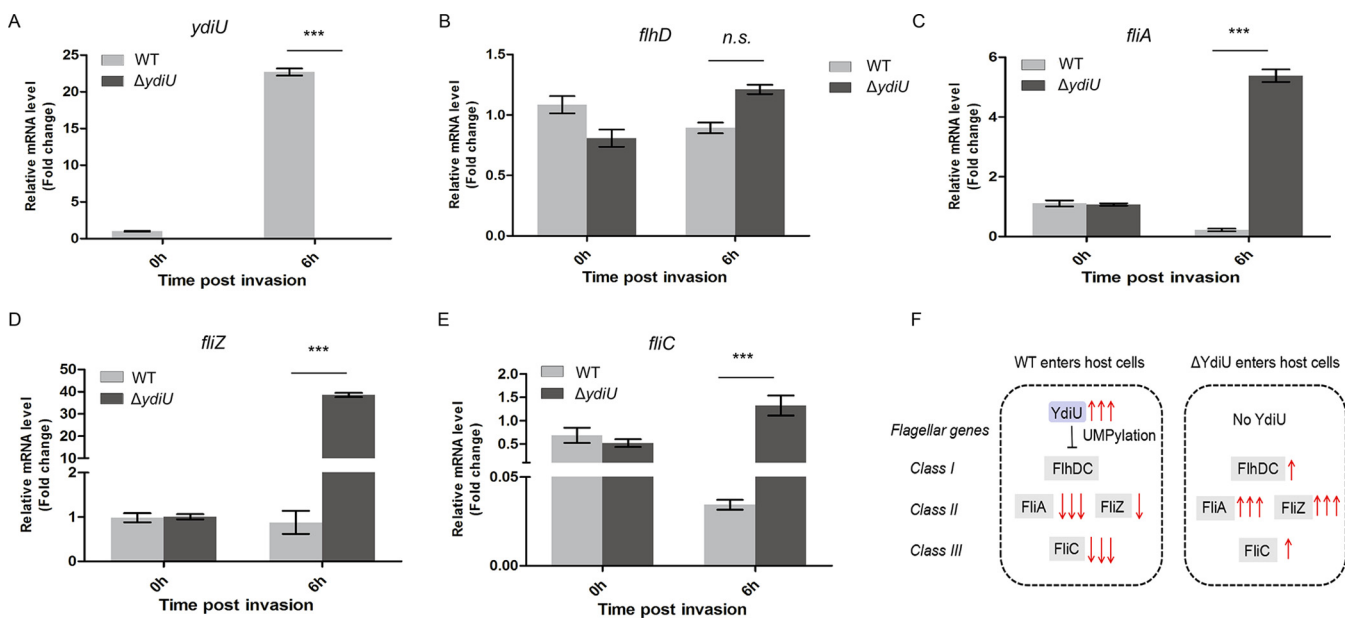 A
ydiU
***
WT
ΔydiU
25
20
15
10
5
0
0h
6h
Relative mRNA level
(Fold change)
Time post invasion
B
flhD
n.s.
WT
ΔydiU
1.5
1.0
0.5
0.0
0h
6h
Relative mRNA level
(Fold change)
Time post invasion
C
fliA
***
WT
ΔydiU
6
4
2
0
0h
6h
Relative mRNA level
(Fold change)
Time post invasion
D
fliZ
***
WT
ΔydiU
50
40
30
20
10
2
1
0
0h
6h
Relative mRNA level
(Fold change)
Time post invasion
E
fliC
***
WT
ΔydiU
2.0
1.5
1.0
0.5
0.05
0.00
0h
6h
Relative mRNA level
(Fold change)
Time post invasion
F
WT enters host cells
ΔYdiU enters host cells
YdiU ↑↑↑
No YdiU
UMPylation
Flagellar genes
Class I
FlhDC
FlhDC ↑
Class II
FliA ↓↓↓ FliZ ↓
FliA ↑↑↑ FliZ ↑↑↑
Class III
FliC ↓↓↓
FliC ↑